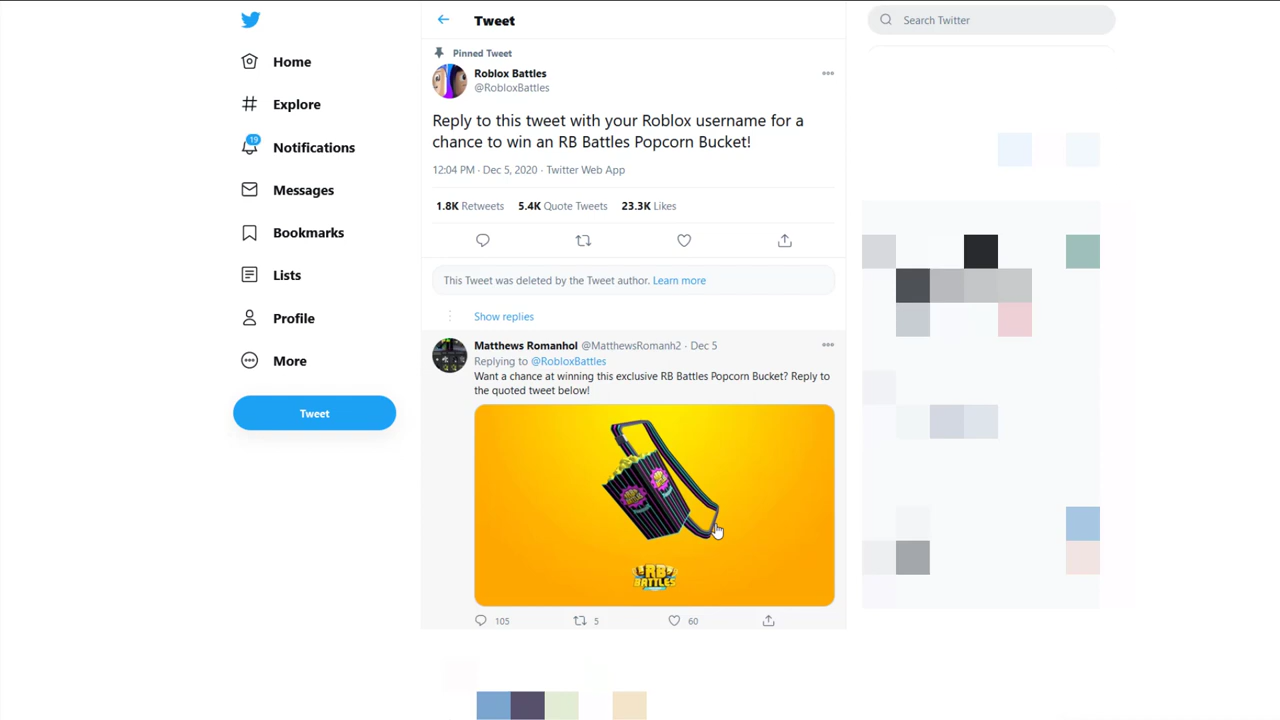 Tweet
Search Twitter
Home
Explore
19
Notifications
Messages
Bookmarks
Lists
Profile
More
Tweet
Pinned Tweet
Roblox Battles
@RobloxBattles
Reply to this tweet with your Roblox username for a
chance to win an RB Battles Popcorn Bucket!
12:04 PM · Dec 5, 2020 · Twitter Web App
1.8K Retweets 5.4K Quote Tweets 23.3K Likes
This Tweet was deleted by the Tweet author. Learn more
Show replies
Matthews Romanhol @MatthewsRomanh2 · Dec 5
Replying to @RobloxBattles
Want a chance at winning this exclusive RB Battles Popcorn Bucket? Reply to
the quoted tweet below!
RB
BATTLES
105 5 60